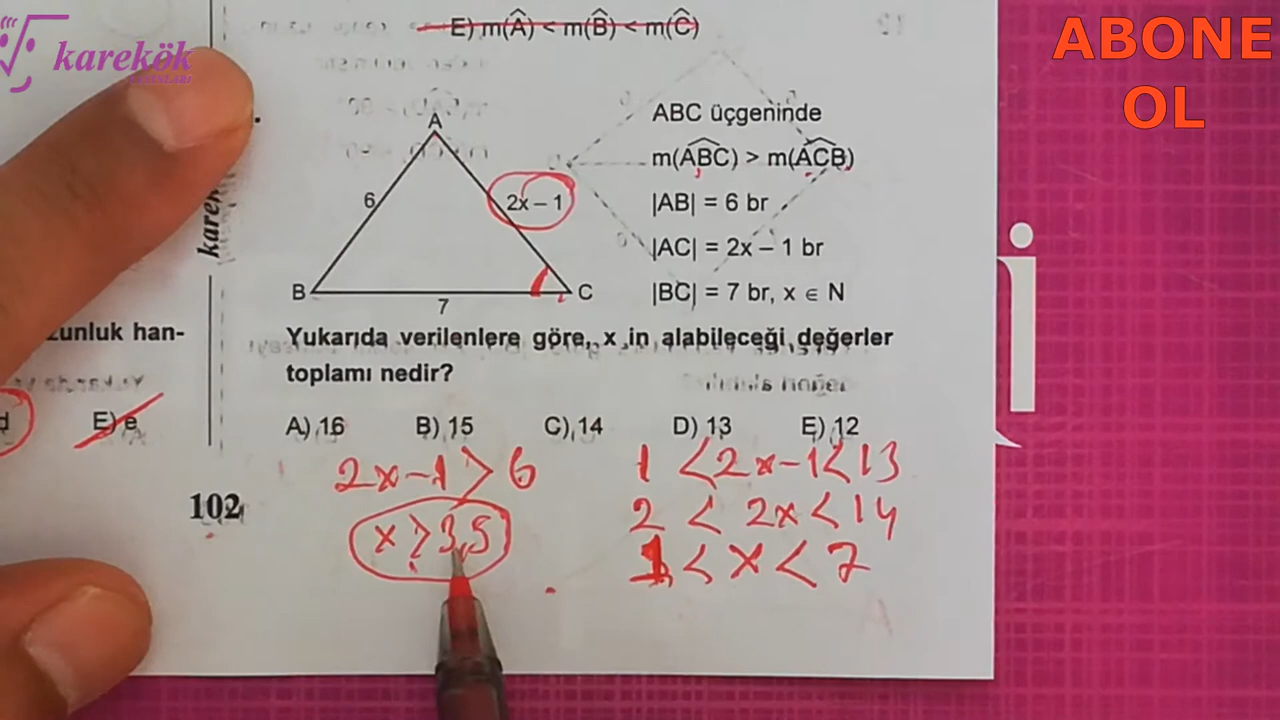 E) m(Â) < m(B̂) < m(Ĉ)
ABONE
OL
karekök
YAYINLARI
A
6
2x – 1
B
7
C
ABC üçgeninde
m(ABC) > m(ACB)
|AB| = 6 br
|AC| = 2x – 1 br
|BC| = 7 br, x ∈ N
Yukarıda verilenlere göre, x in alabileceği değerler
toplamı nedir?
A) 16 B) 15 C) 14 D) 13 E) 12
zunluk han-
d E) e
102
2x-1 > 6
x > 3,5
1 < 2x-1 < 13
2 < 2x < 14
1 < x < 7